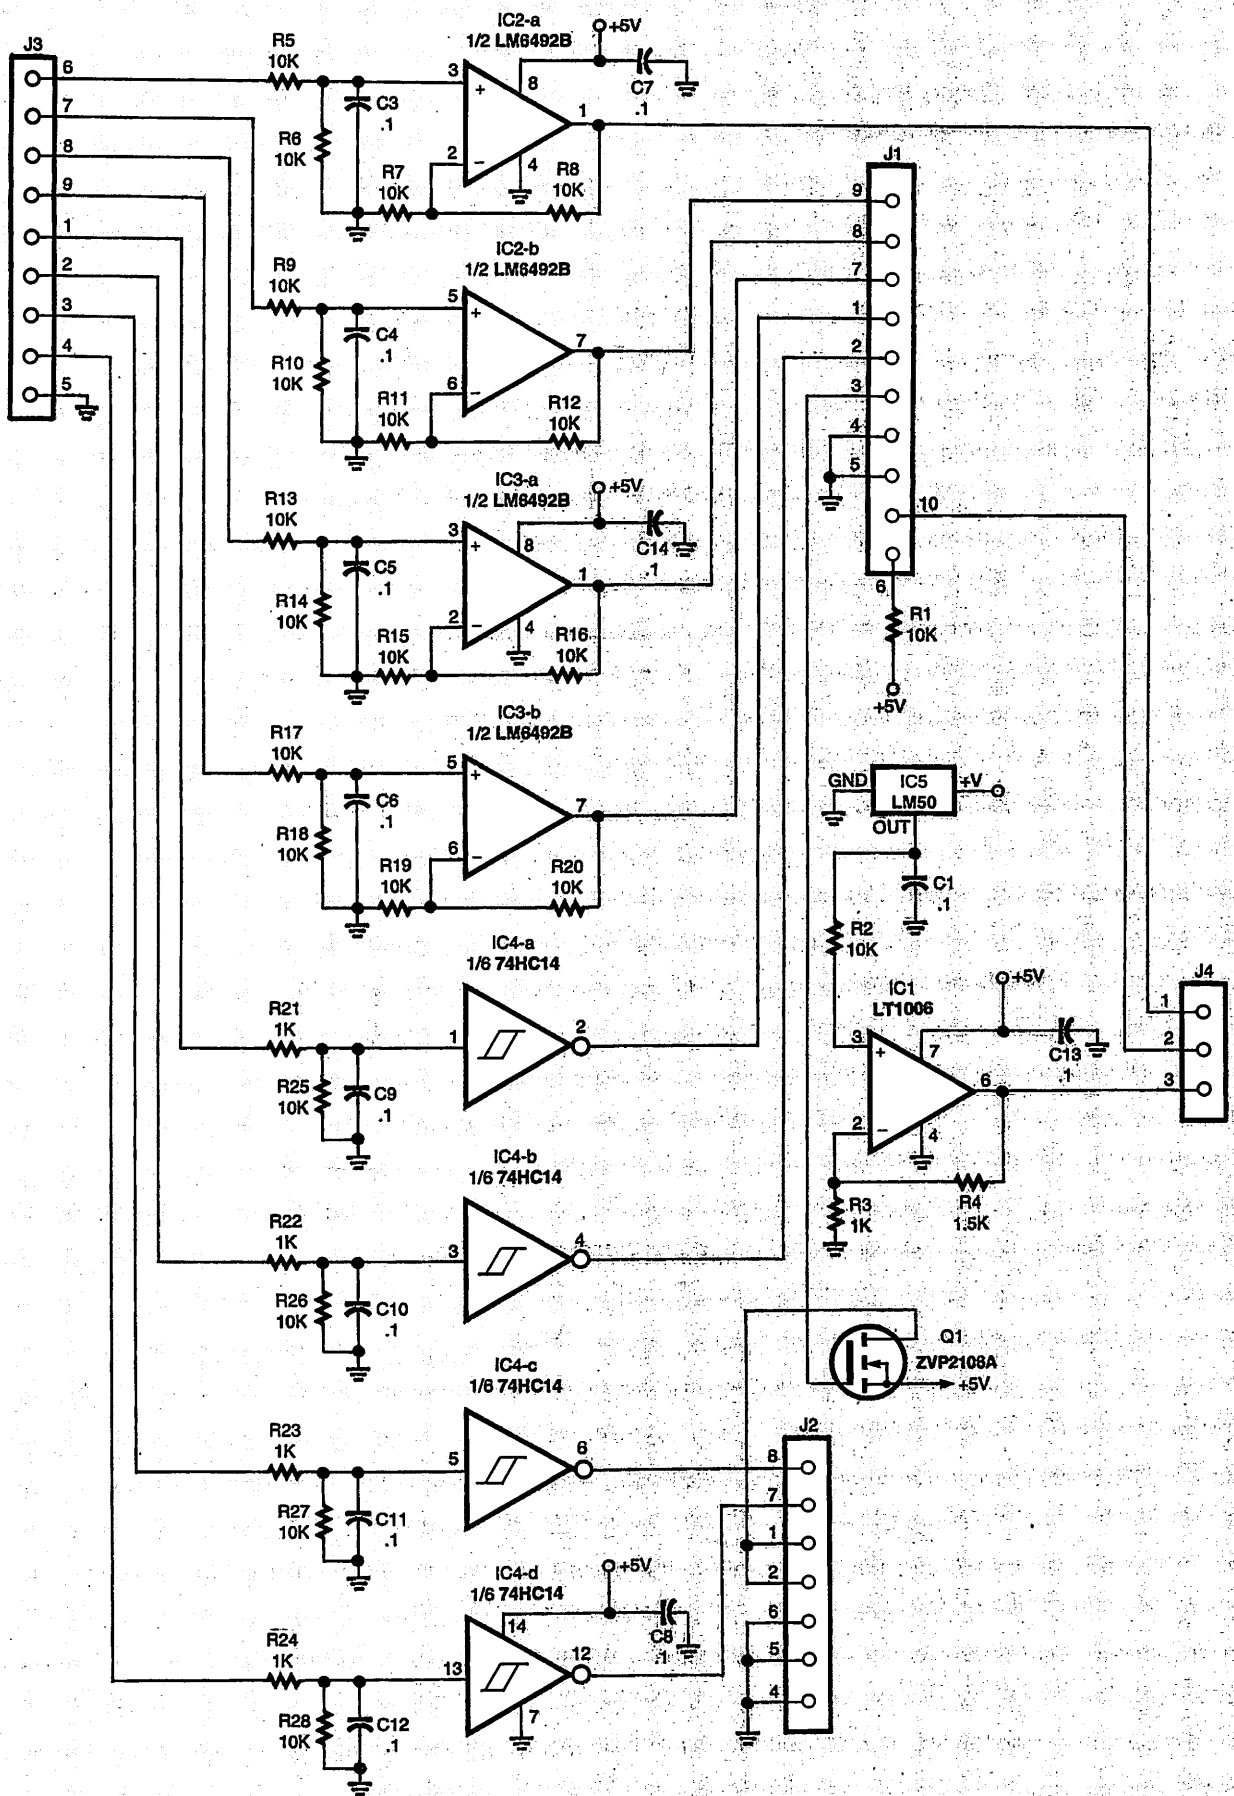 J3
6
7
8
9
1
2
3
4
5
R5
10K
R6
10K
C3
.1
R7
10K
IC2-a
1/2 LM6492B
3
+
2
−
8
4
1
R8
10K
+5V
C7
.1
R9
10K
R10
10K
C4
.1
R11
10K
IC2-b
1/2 LM6492B
5
+
6
−
7
R12
10K
R13
10K
R14
10K
C5
.1
R15
10K
IC3-a
1/2 LM6492B
3
+
2
−
8
4
1
R16
10K
+5V
C14
.1
R17
10K
R18
10K
C6
.1
R19
10K
IC3-b
1/2 LM6492B
5
+
6
−
7
R20
10K
R21
1K
R25
10K
C9
.1
IC4-a
1/6 74HC14
1
2
R22
1K
R26
10K
C10
.1
IC4-b
1/6 74HC14
3
4
R23
1K
R27
10K
C11
.1
IC4-c
1/6 74HC14
5
6
R24
1K
R28
10K
C12
.1
IC4-d
1/6 74HC14
13
14
7
12
+5V
C8
.1
J1
9
8
7
1
2
3
4
5
10
6
R1
10K
+5V
GND
IC5
LM50
+V
OUT
C1
.1
R2
10K
IC1
LT1006
3
+
2
−
7
4
6
+5V
C13
.1
R3
1K
R4
1.5K
J4
1
2
3
Q1
ZVP2106A
+5V
J2
8
7
1
2
6
5
4